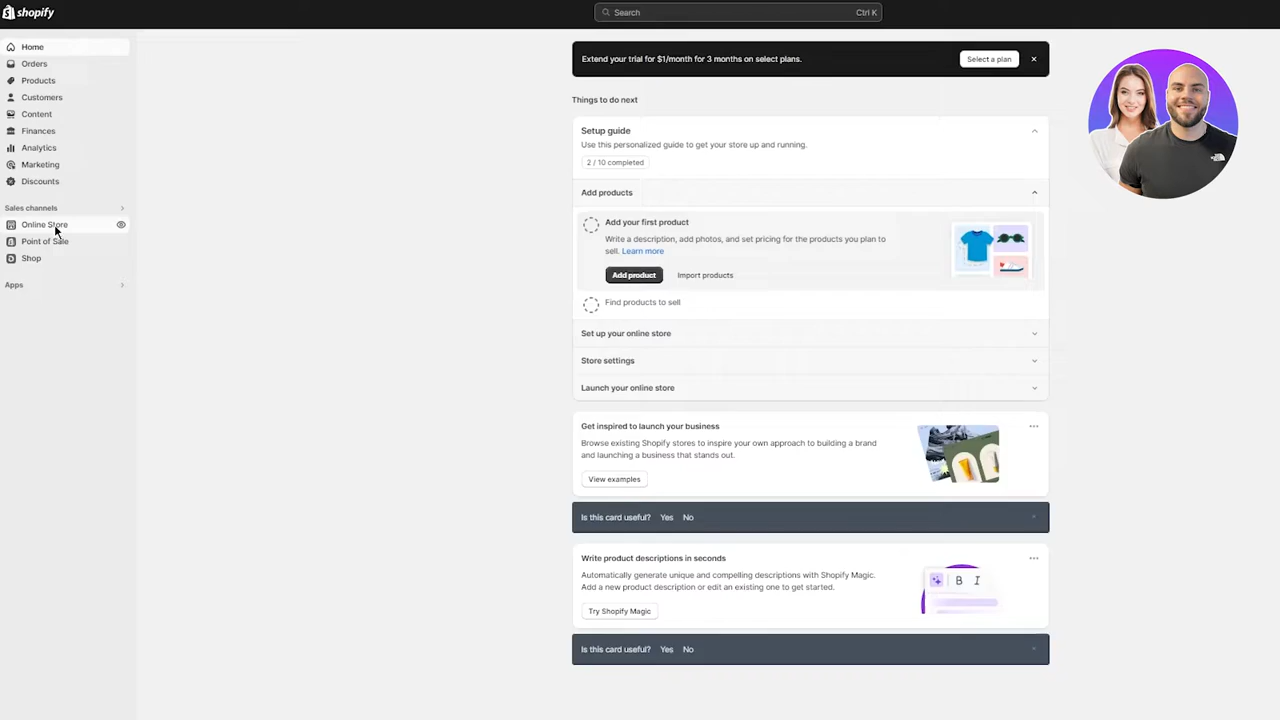 shopify
Search
Ctrl K
Home
Orders
Products
Customers
Content
Finances
Analytics
Marketing
Discounts
Sales channels
Online Store
Point of Sale
Shop
Apps
Extend your trial for $1/month for 3 months on select plans.
Select a plan
Things to do next
Setup guide
Use this personalized guide to get your store up and running.
2 / 10 completed
Add products
Add your first product
Write a description, add photos, and set pricing for the products you plan to
sell. Learn more
Add product
Import products
Find products to sell
Set up your online store
Store settings
Launch your online store
Get inspired to launch your business
Browse existing Shopify stores to inspire your own approach to building a brand
and launching a business that stands out.
View examples
Is this card useful? Yes No
Write product descriptions in seconds
Automatically generate unique and compelling descriptions with Shopify Magic.
Add a new product description or edit an existing one to get started.
B I
Try Shopify Magic
Is this card useful? Yes No